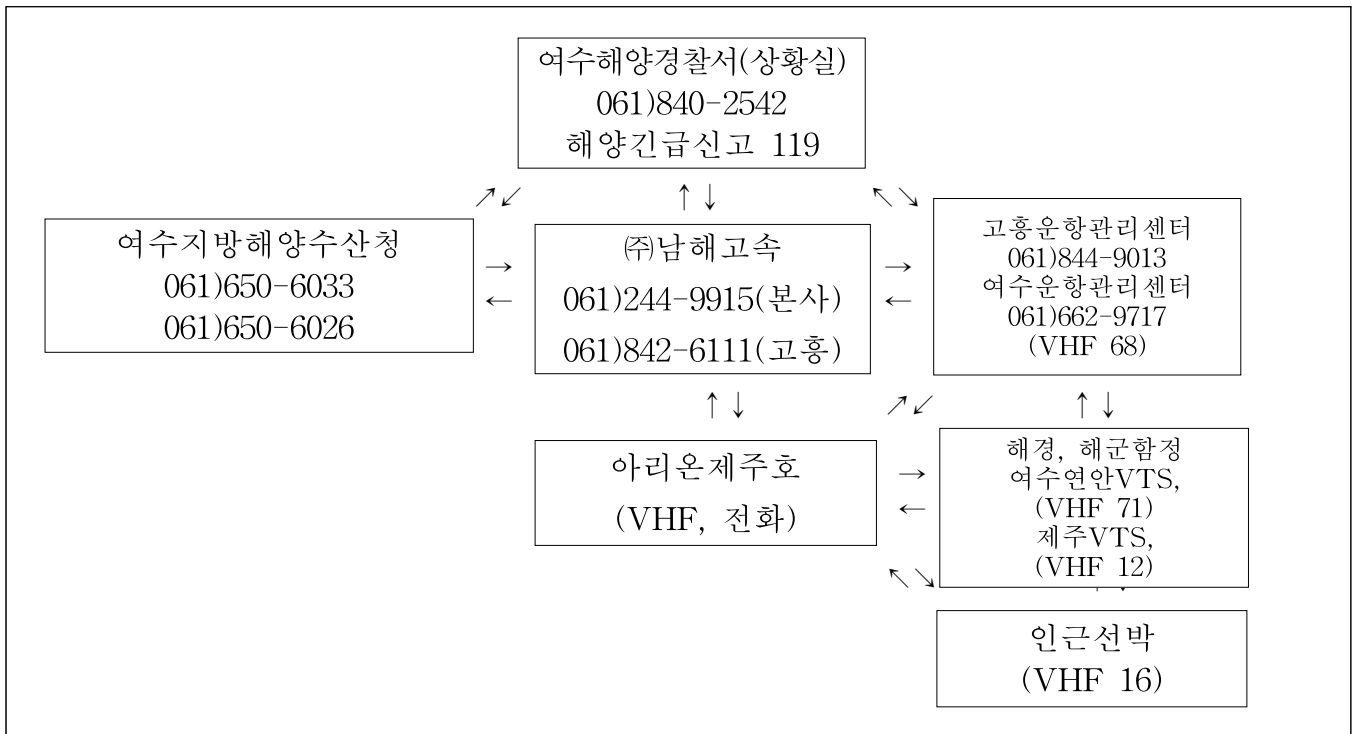 여수해양경찰서(상황실)
061)840-2542
해양긴급신고 119
↗↙ ↑↓ ↖↘
여수지방해양수산청
061)650-6033
061)650-6026
→
←
㈜남해고속
061)244-9915(본사)
061)842-6111(고흥)
→
←
고흥운항관리센터
061)844-9013
여수운항관리센터
061)662-9717
(VHF 68)
↑↓ ↗↙ ↑↓
아리온제주호
(VHF, 전화)
→
←
해경, 해군함정
여수연안VTS,
(VHF 71)
제주VTS,
(VHF 12)
↖↘
인근선박
(VHF 16)